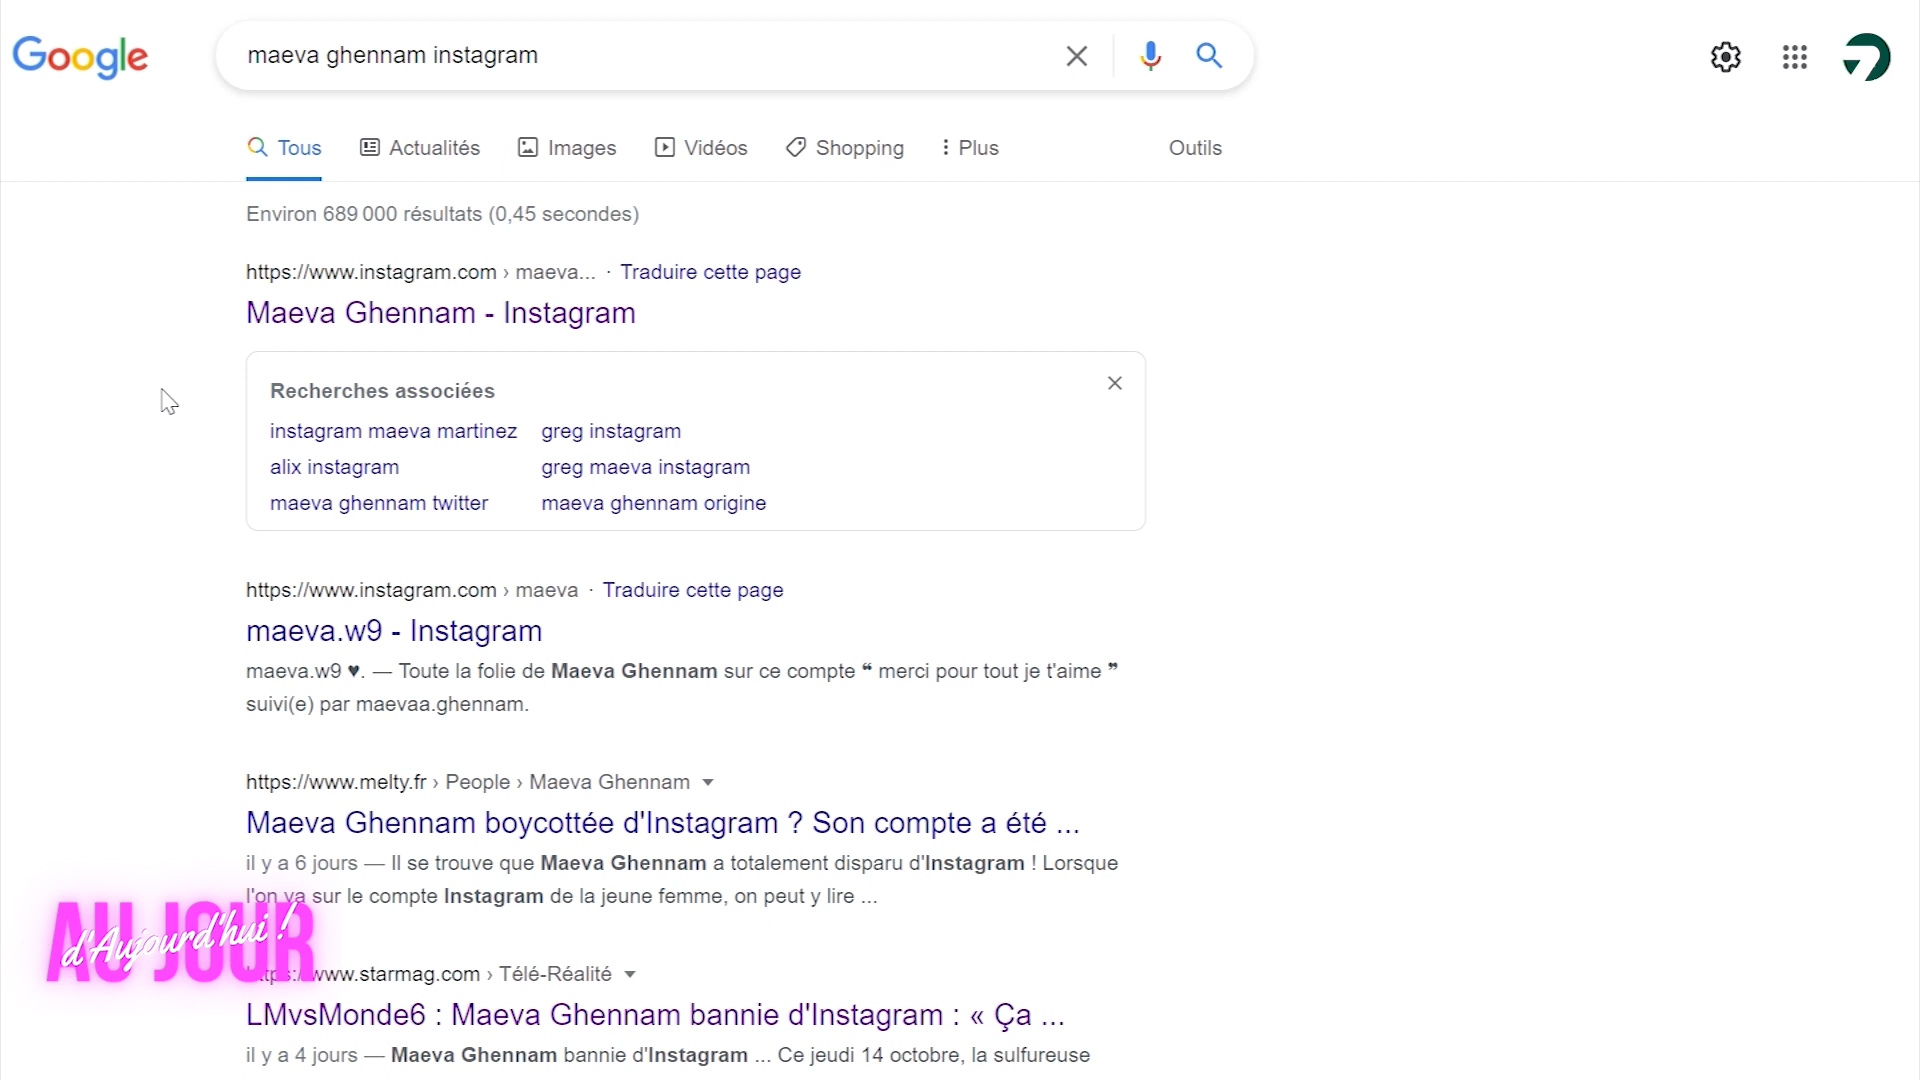 Google
maeva ghennam instagram
Tous
Actualités
Images
Vidéos
Shopping
Plus
Outils
Environ 689 000 résultats (0,45 secondes)
https://www.instagram.com › maeva... · Traduire cette page
Maeva Ghennam - Instagram
Recherches associées
instagram maeva martinez
greg instagram
alix instagram
greg maeva instagram
maeva ghennam twitter
maeva ghennam origine
https://www.instagram.com › maeva · Traduire cette page
maeva.w9 - Instagram
maeva.w9 ♥. — Toute la folie de Maeva Ghennam sur ce compte ❝ merci pour tout je t'aime ❞
suivi(e) par maevaa.ghennam.
https://www.melty.fr › People › Maeva Ghennam
Maeva Ghennam boycottée d'Instagram ? Son compte a été ...
il y a 6 jours — Il se trouve que Maeva Ghennam a totalement disparu d'Instagram ! Lorsque
l'on va sur le compte Instagram de la jeune femme, on peut y lire ...
AU JOUR
d'Aujourd'hui !
https://www.starmag.com › Télé-Réalité
LMvsMonde6 : Maeva Ghennam bannie d'Instagram : « Ça ...
il y a 4 jours — Maeva Ghennam bannie d'Instagram ... Ce jeudi 14 octobre, la sulfureuse